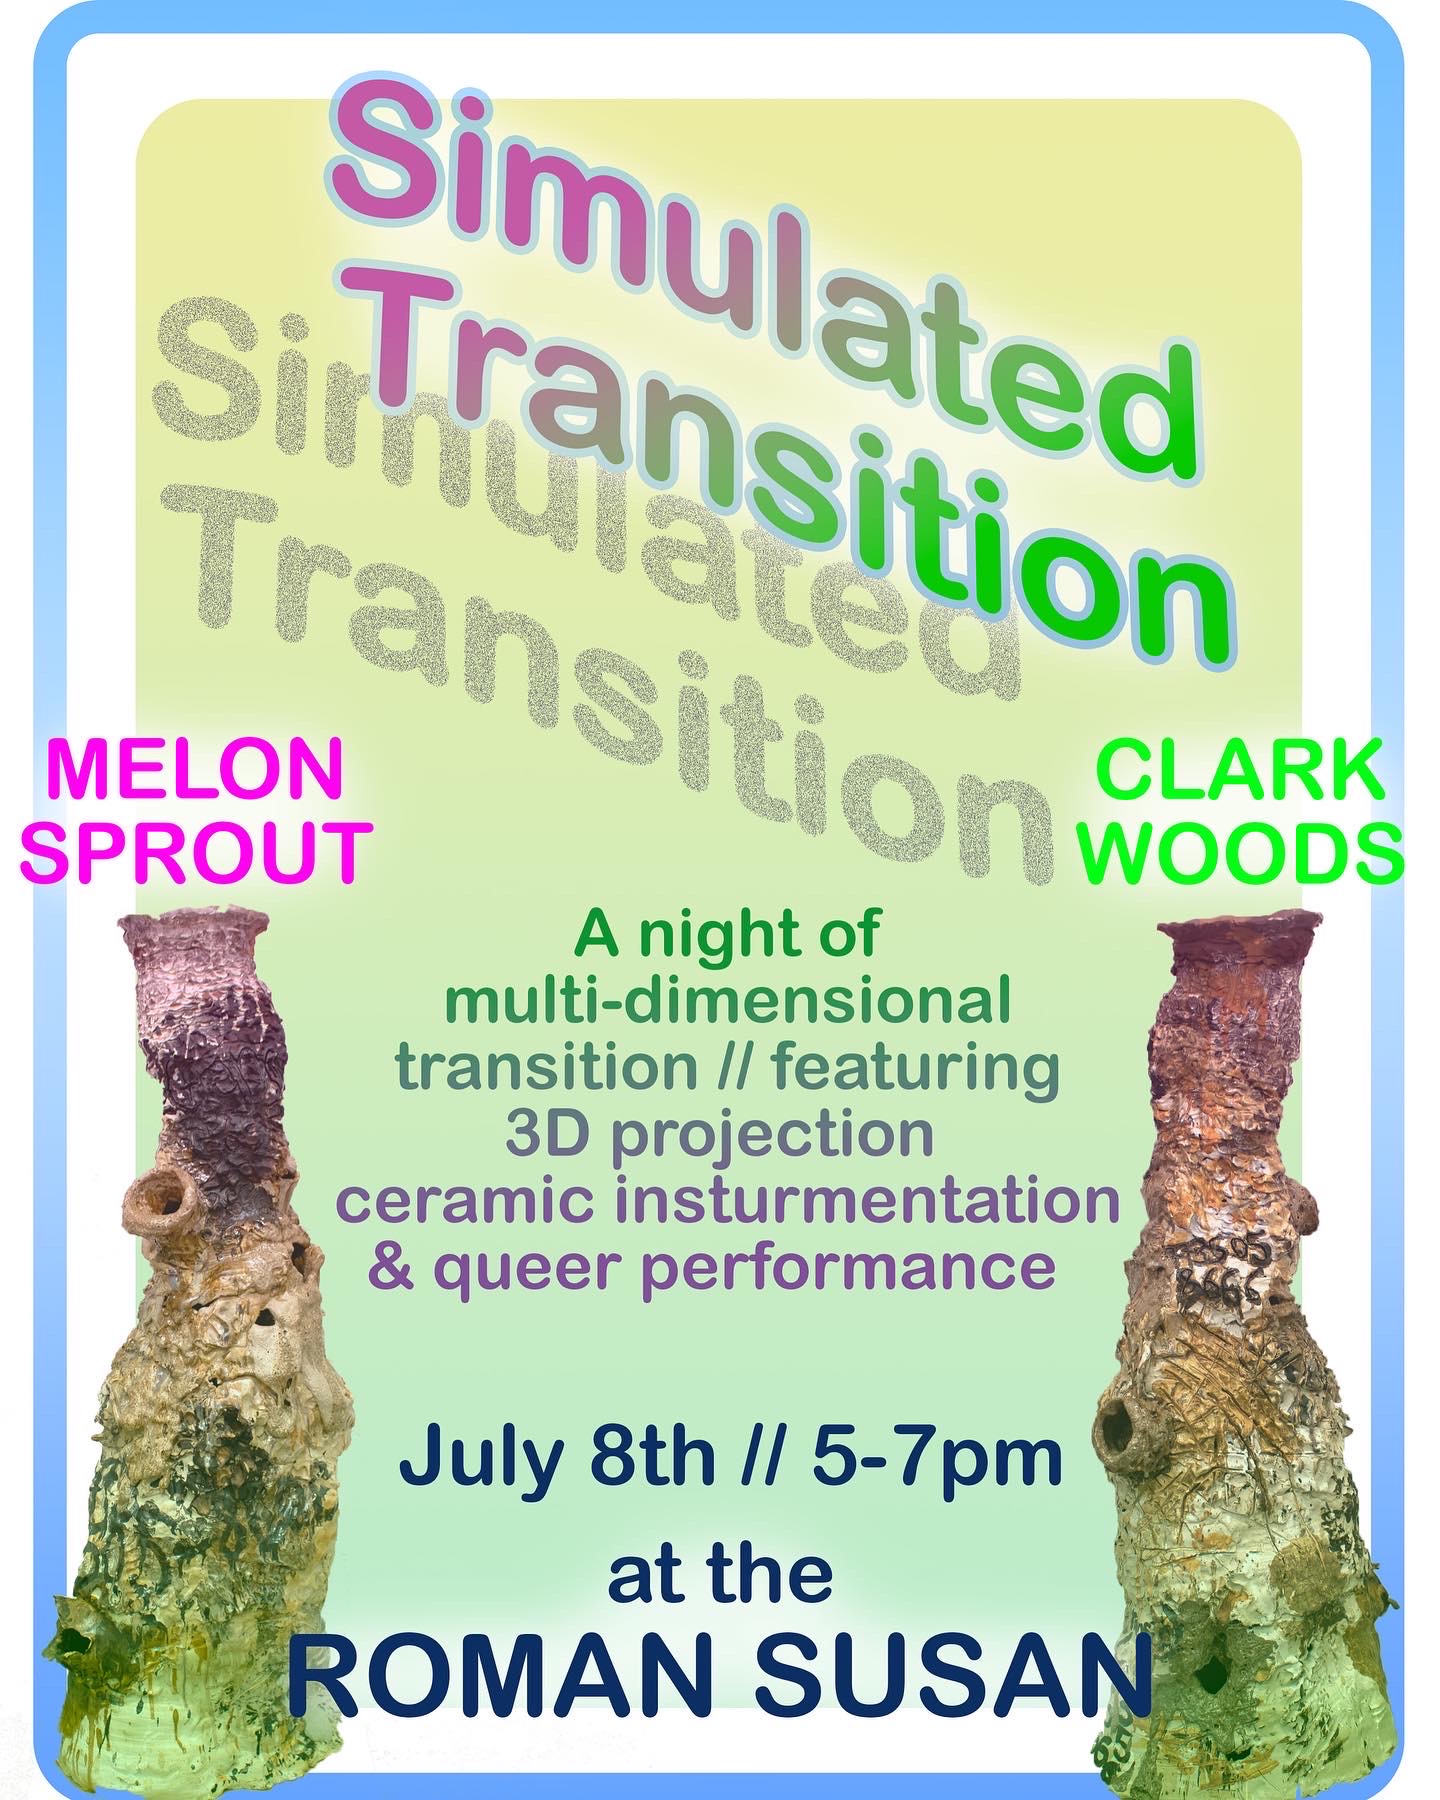 Simulated
Transition
Simulated
Transition
MELON
SPROUT
CLARK
WOODS
A night of
multi-dimensional
transition // featuring
3D projection
ceramic insturmentation
& queer performance
July 8th // 5-7pm
at the
ROMAN SUSAN